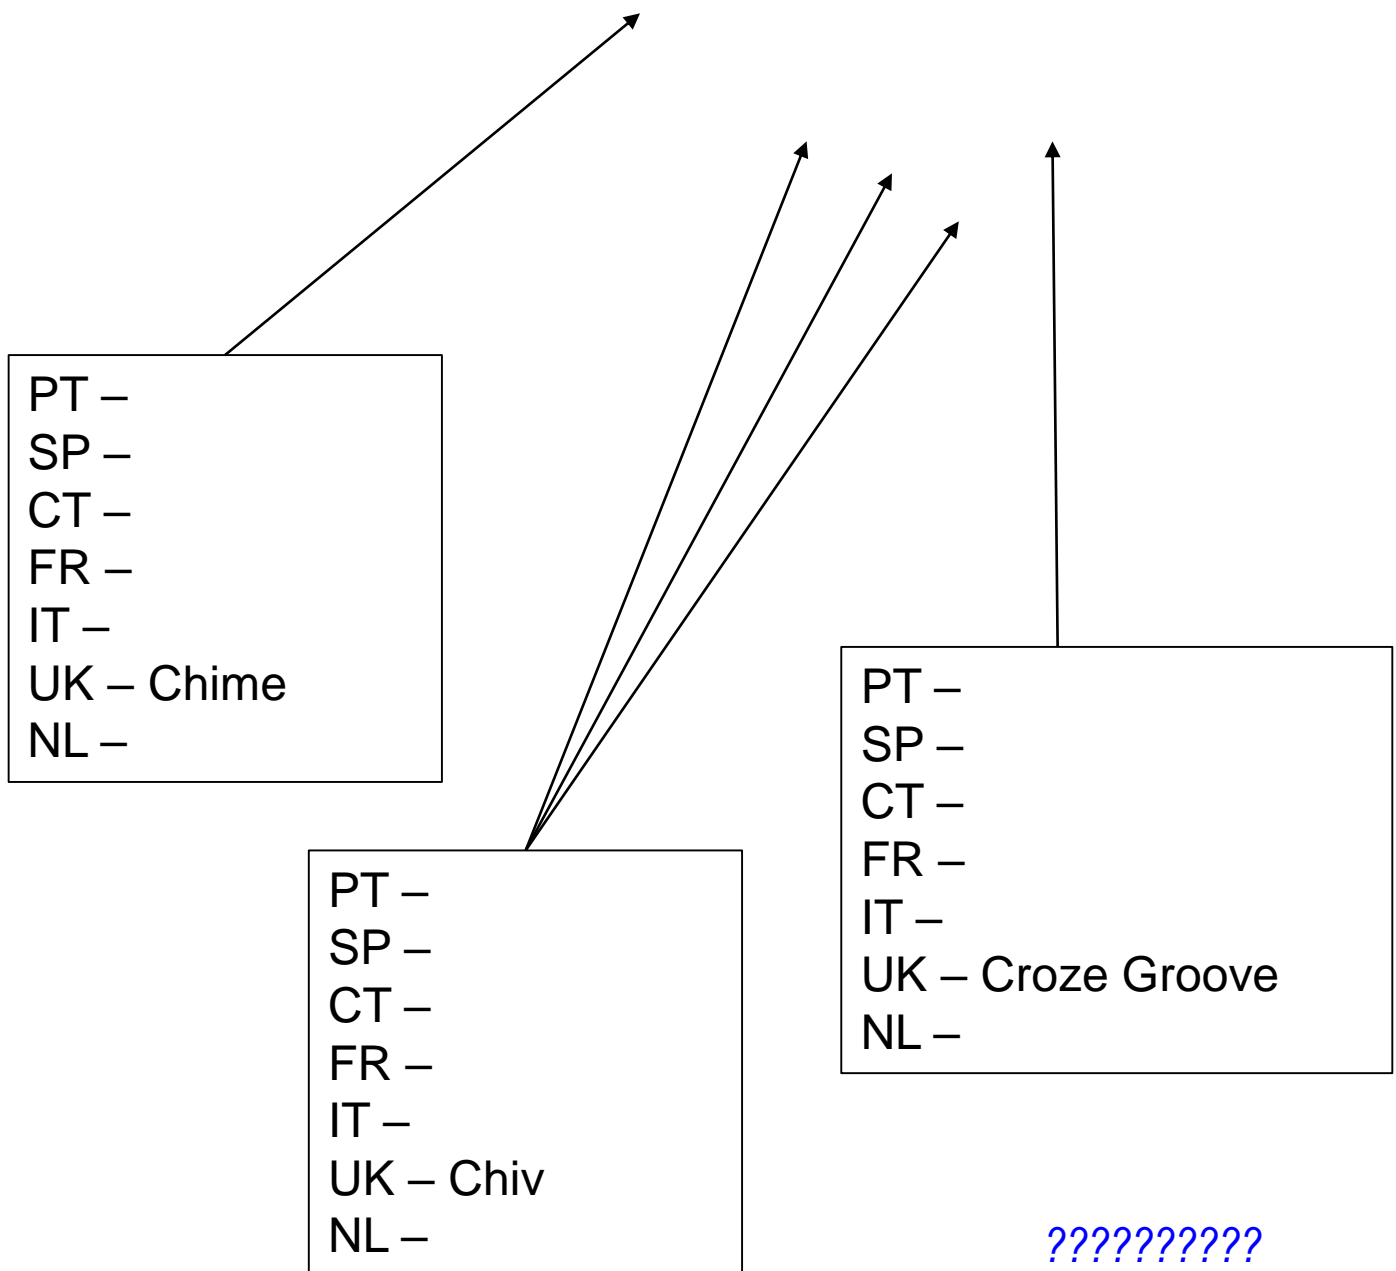 PT –
SP –
CT –
FR –
IT –
UK – Chime
NL –
PT –
SP –
CT –
FR –
IT –
UK – Chiv
NL –
PT –
SP –
CT –
FR –
IT –
UK – Croze Groove
NL –
??????????